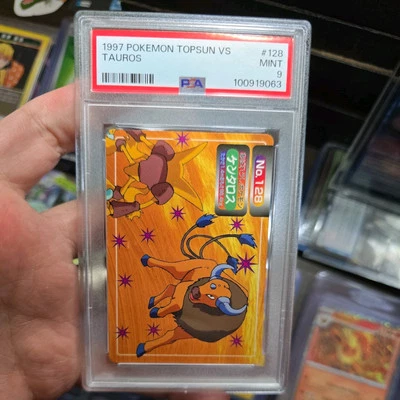 1997 POKEMON TOPSUN VS
#128
TAUROS
MINT
9
PSA
100919063
No.128
ケンタロス